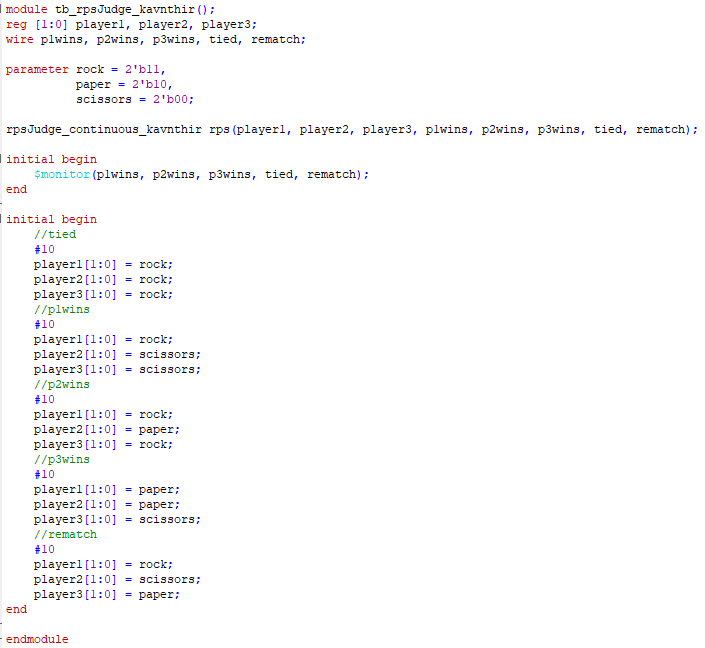 module tb_rpsJudge_kavnthir();
reg [1:0] player1, player2, player3;
wire p1wins, p2wins, p3wins, tied, rematch;

parameter rock = 2'b11,
          paper = 2'b10,
          scissors = 2'b00;

rpsJudge_continuous_kavnthir rps(player1, player2, player3, p1wins, p2wins, p3wins, tied, rematch);

initial begin
    $monitor(p1wins, p2wins, p3wins, tied, rematch);
end

initial begin
    //tied
    #10
    player1[1:0] = rock;
    player2[1:0] = rock;
    player3[1:0] = rock;
    //p1wins
    #10
    player1[1:0] = rock;
    player2[1:0] = scissors;
    player3[1:0] = scissors;
    //p2wins
    #10
    player1[1:0] = rock;
    player2[1:0] = paper;
    player3[1:0] = rock;
    //p3wins
    #10
    player1[1:0] = paper;
    player2[1:0] = paper;
    player3[1:0] = scissors;
    //rematch
    #10
    player1[1:0] = rock;
    player2[1:0] = scissors;
    player3[1:0] = paper;
end

endmodule